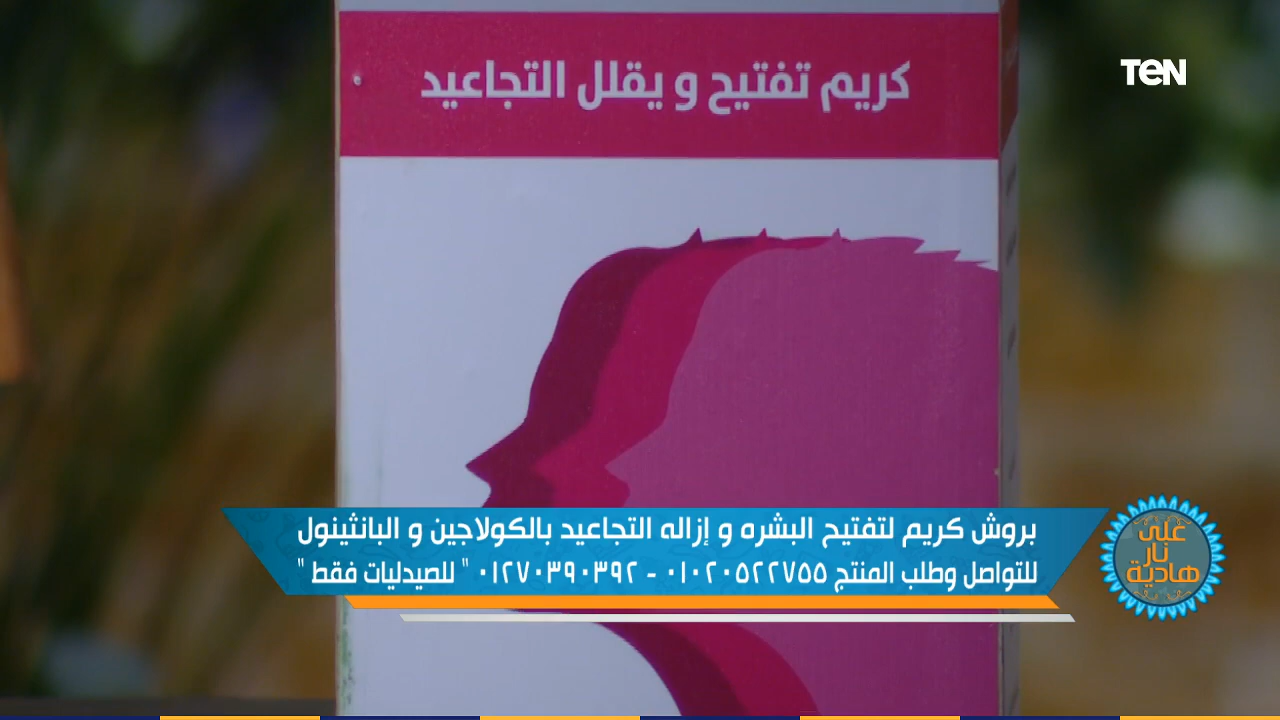 كريم تفتيح و يقلل التجاعيد
TEN
بروش كريم لتفتيح البشره و إزاله التجاعيد بالكولاجين و البانثينول
للتواصل وطلب المنتج ٠١٠٢٠٥٢٢٧٥٥ - ٠١٢٧٠٣٩٠٣٩٢ " للصيدليات فقط "
على
نار
هادية